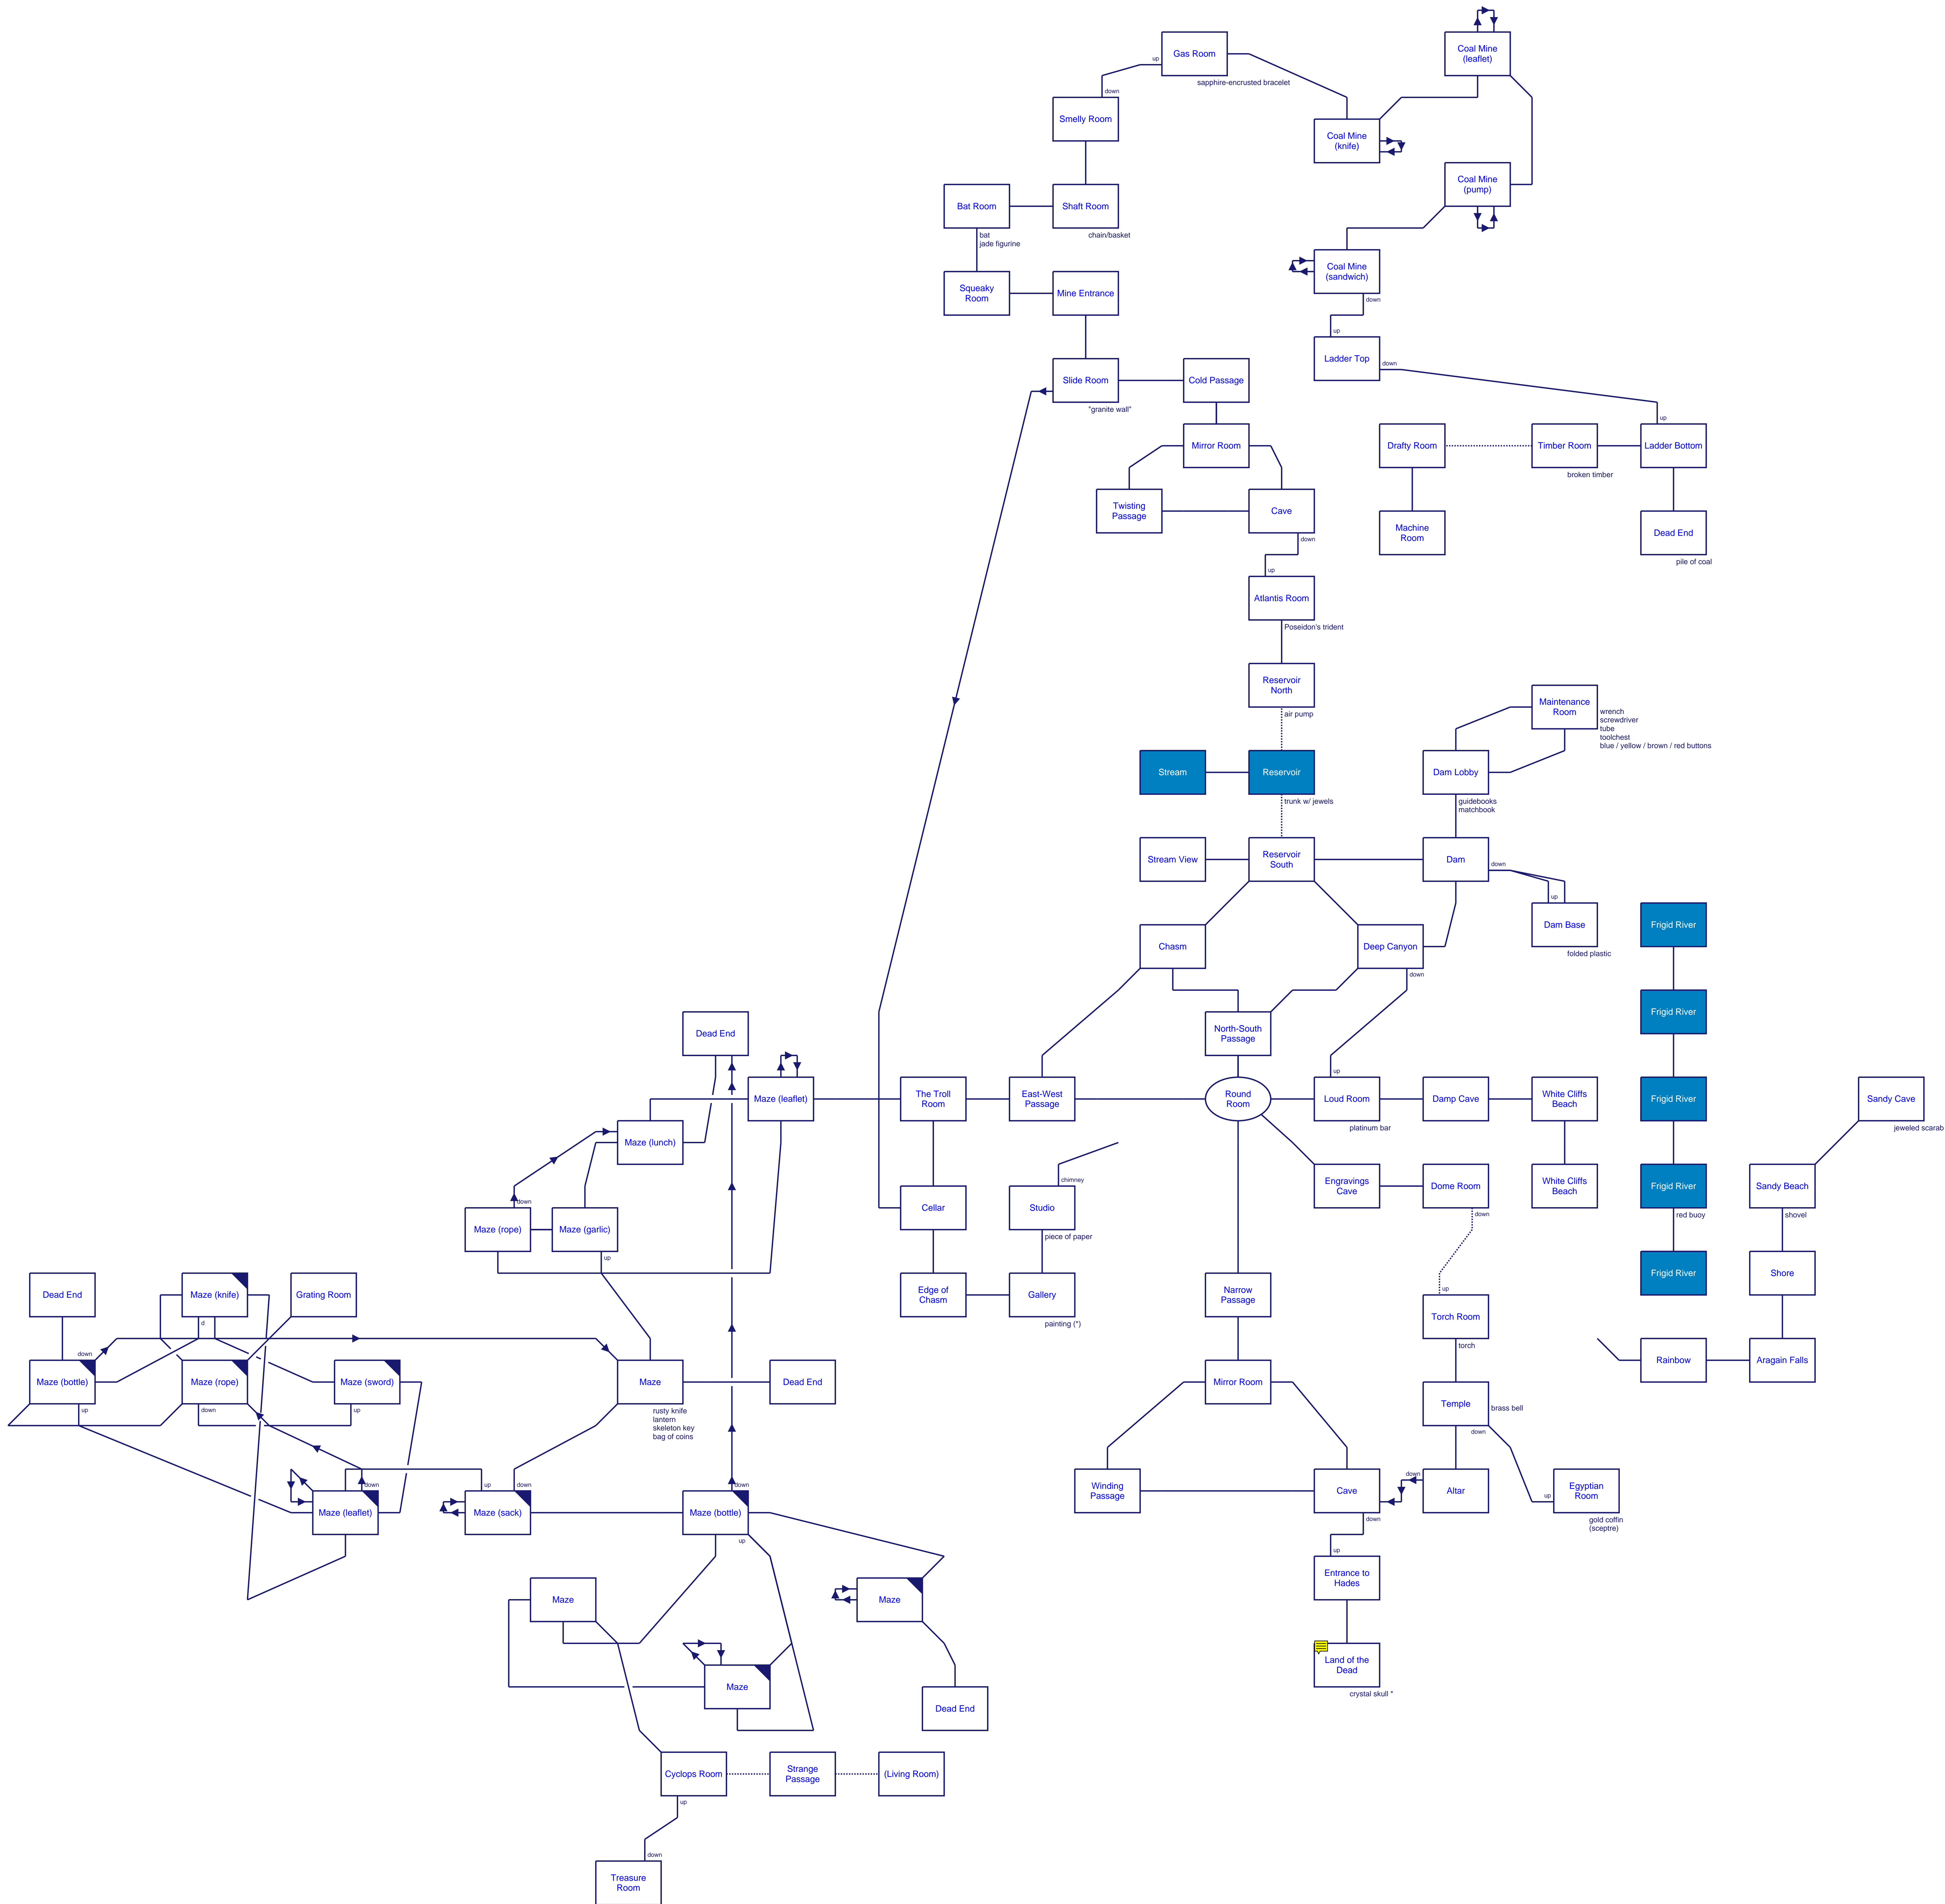 Gas Room
up
sapphire-encrusted bracelet
down
Coal Mine
(leaflet)
Smelly Room
Coal Mine
(knife)
Coal Mine
(pump)
Bat Room
bat
jade figurine
Shaft Room
chain/basket
Coal Mine
(sandwich)
down
Squeaky
Room
Mine Entrance
up
Ladder Top
down
Slide Room
"granite wall"
Cold Passage
up
Mirror Room
Drafty Room
Timber Room
broken timber
Ladder Bottom
Twisting
Passage
Cave
down
Machine
Room
Dead End
pile of coal
up
Atlantis Room
Poseidon's trident
Reservoir
North
air pump
Maintenance
Room
wrench
screwdriver
tube
toolchest
blue / yellow / brown / red buttons
Stream
Reservoir
trunk w/ jewels
Dam Lobby
guidebooks
matchbook
Stream View
Reservoir
South
Dam
down
up
Dam Base
folded plastic
Frigid River
Chasm
Deep Canyon
down
Frigid River
Dead End
North-South
Passage
up
Maze (leaflet)
The Troll
Room
East-West
Passage
Round
Room
Loud Room
platinum bar
Damp Cave
White Cliffs
Beach
Frigid River
Sandy Cave
jeweled scarab
Maze (lunch)
chimney
Engravings
Cave
Dome Room
down
White Cliffs
Beach
Frigid River
red buoy
Sandy Beach
shovel
down
Maze (rope)
Maze (garlic)
up
Cellar
Studio
piece of paper
Dead End
Maze (knife)
d
Grating Room
Edge of
Chasm
Gallery
painting (*)
Narrow
Passage
up
Torch Room
torch
Frigid River
Shore
down
Maze (bottle)
up
Maze (rope)
down
Maze (sword)
up
Maze
rusty knife
lantern
skeleton key
bag of coins
Dead End
Mirror Room
Temple
brass bell
down
Rainbow
Aragain Falls
down
Maze (leaflet)
up
down
Maze (sack)
down
Maze (bottle)
up
Winding
Passage
Cave
down
down
Altar
up
Egyptian
Room
gold coffin
(sceptre)
up
Entrance to
Hades
Maze
Maze
Land of the
Dead
crystal skull *
Maze
Dead End
Cyclops Room
up
Strange
Passage
(Living Room)
down
Treasure
Room